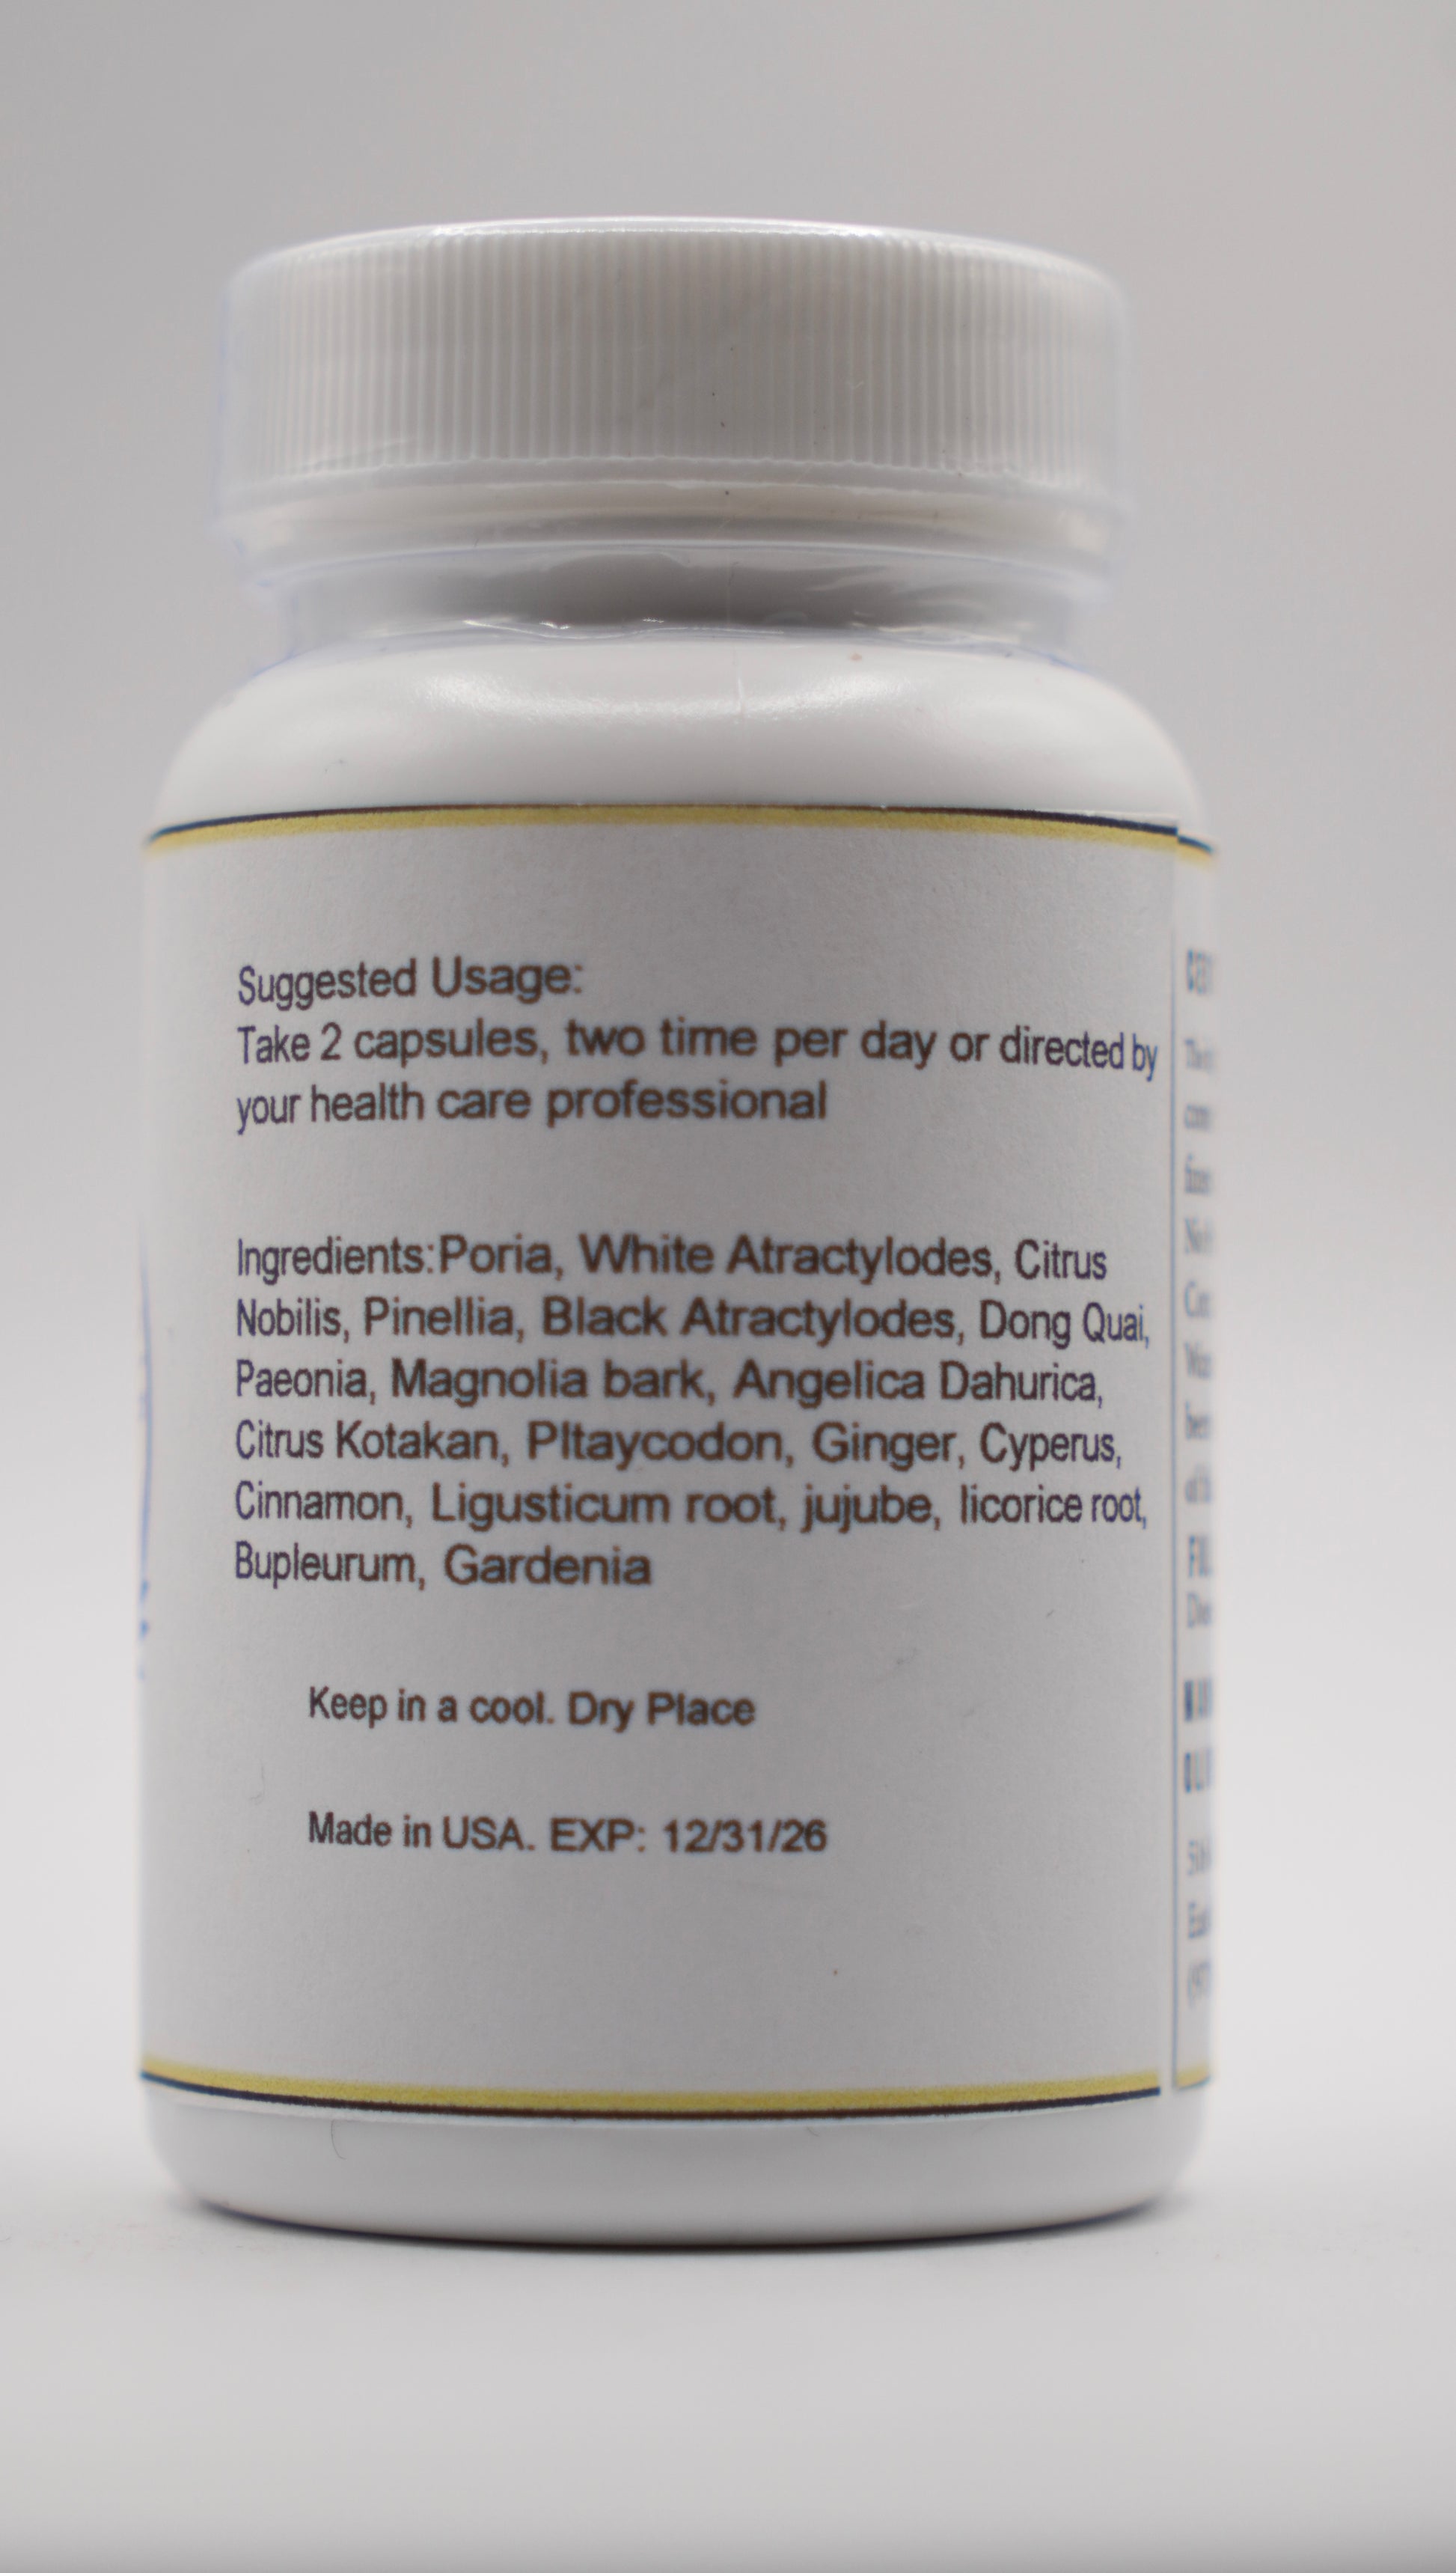 Suggested Usage:
Take 2 capsules, two time per day or directed by
your health care professional
Ingredients:Poria, White Atractylodes, Citrus
Nobilis, Pinellia, Black Atractylodes, Dong Quai,
Paeonia, Magnolia bark, Angelica Dahurica,
Citrus Kotakan, Pltaycodon, Ginger, Cyperus,
Cinnamon, Ligusticum root, jujube, licorice root,
Bupleurum, Gardenia
Keep in a cool. Dry Place
Made in USA. EXP: 12/31/26